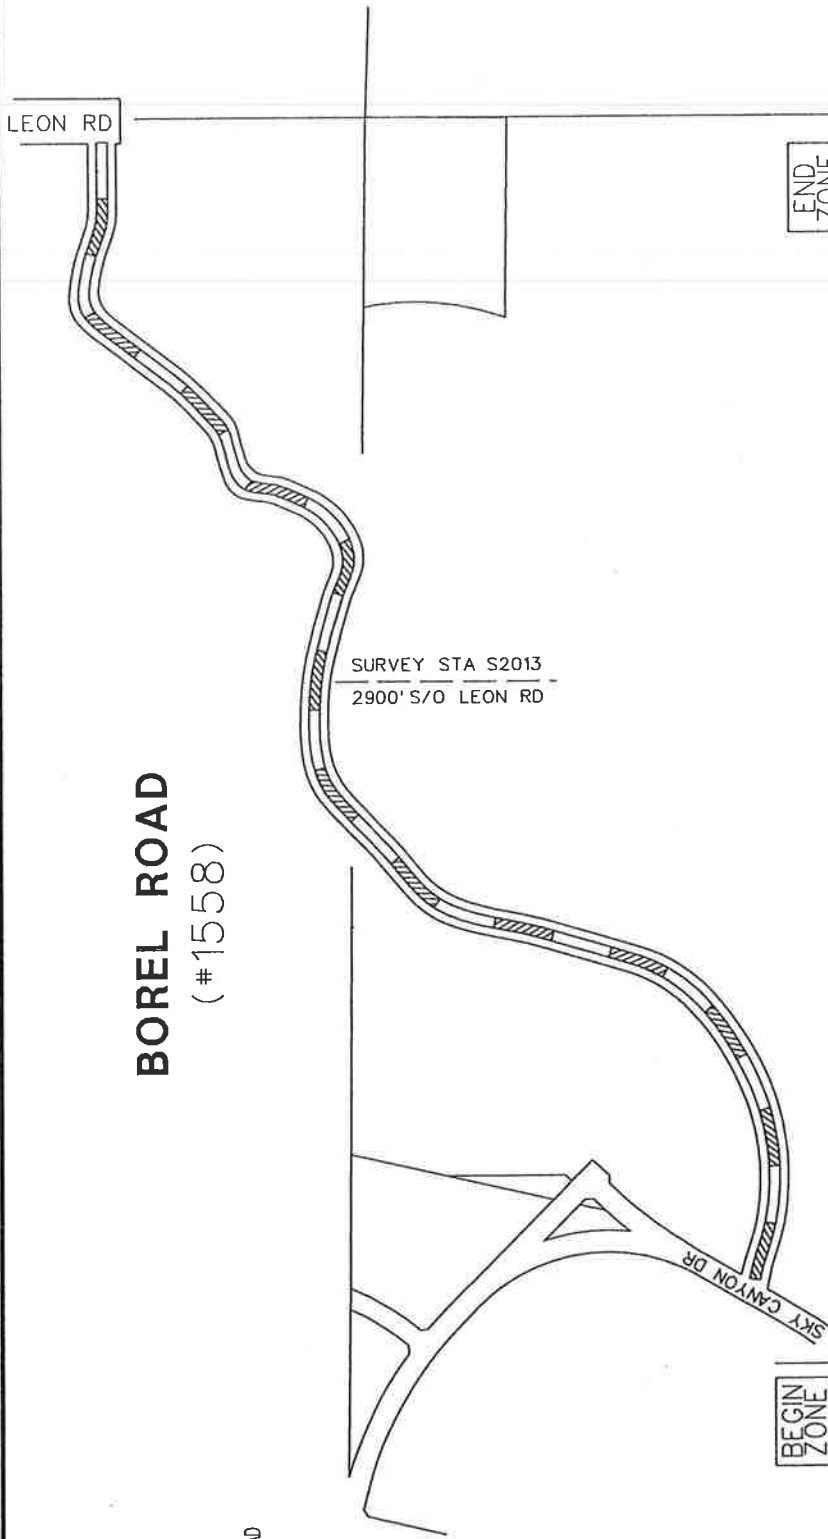 LEON RD
END
ZONE
SURVEY STA S2013
2900' S/O LEON RD
BOREL ROAD
(#1558)
SKY CANYON DR
BEGIN
ZONE